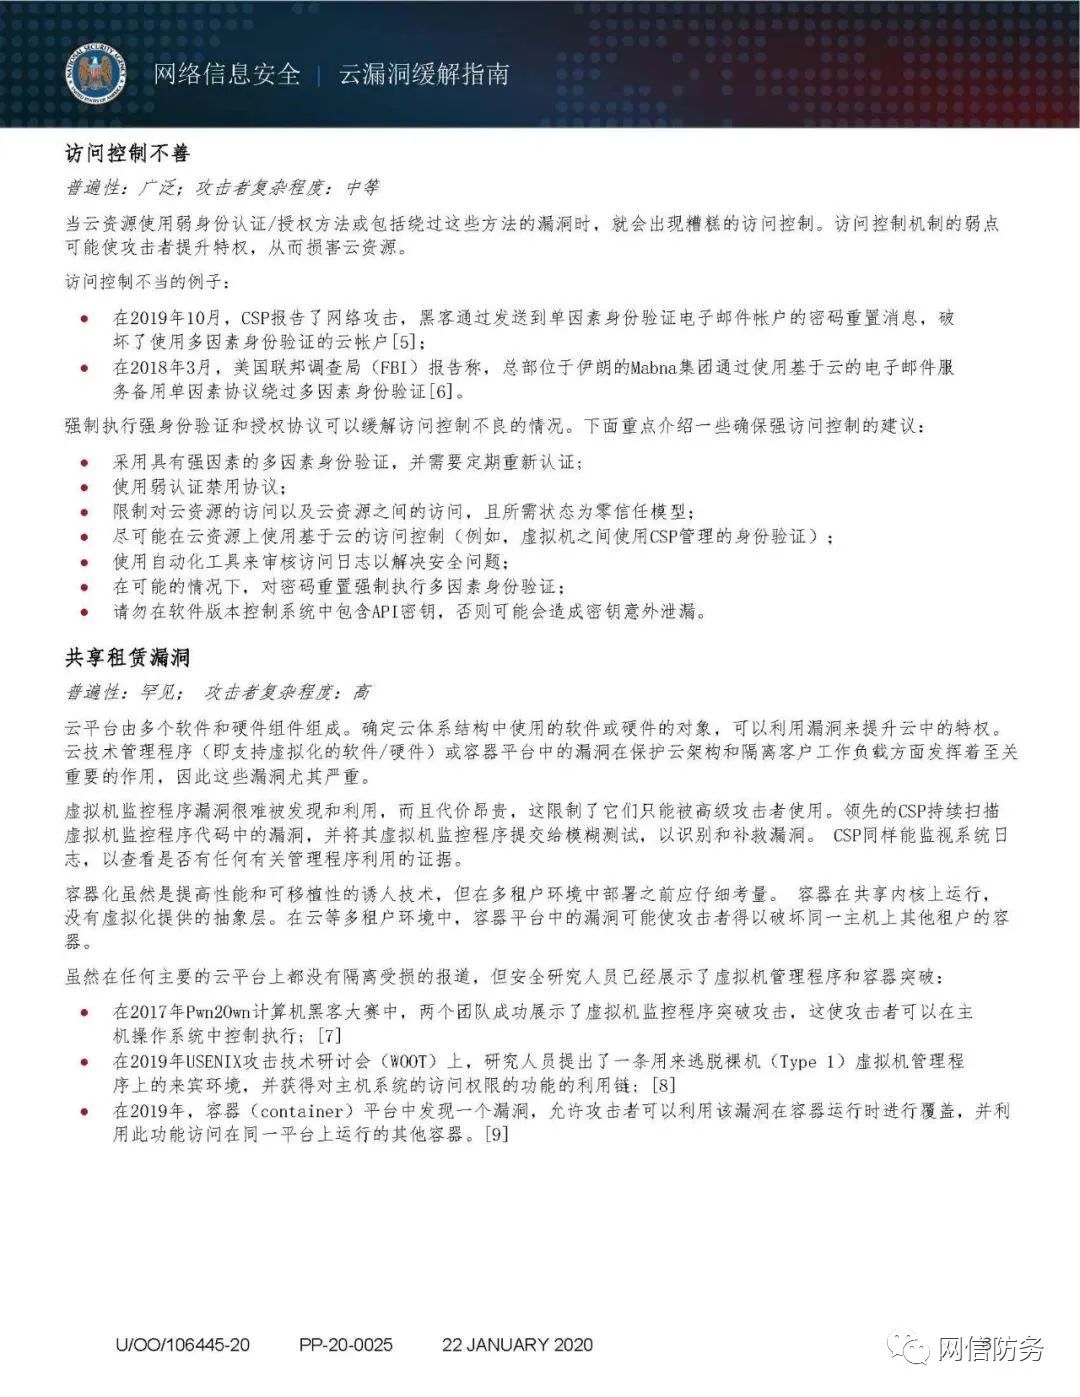 网络信息安全 | 云漏洞缓解指南
访问控制不善
普遍性：广泛；攻击者复杂程度：中等
当云资源使用弱身份认证/授权方法或包括绕过这些方法的漏洞时，就会出现糟糕的访问控制。访问控制机制的弱点
可能使攻击者提升特权，从而损害云资源。
访问控制不当的例子：
● 在2019年10月，CSP报告了网络攻击，黑客通过发送到单因素身份验证电子邮件帐户的密码重置消息，破
坏了使用多因素身份验证的云帐户[5]；
● 在2018年3月，美国联邦调查局（FBI）报告称，总部位于伊朗的Mabna集团通过使用基于云的电子邮件服
务备用单因素协议绕过多因素身份验证[6]。
强制执行强身份验证和授权协议可以缓解访问控制不良的情况。下面重点介绍一些确保强访问控制的建议：
● 采用具有强因素的多因素身份验证，并需要定期重新认证；
● 使用弱认证禁用协议；
● 限制对云资源的访问以及云资源之间的访问，且所需状态为零信任模型；
● 尽可能在云资源上使用基于云的访问控制（例如，虚拟机之间使用CSP管理的身份验证）；
● 使用自动化工具来审核访问日志以解决安全问题；
● 在可能的情况下，对密码重置强制执行多因素身份验证；
● 请勿在软件版本控制系统中包含API密钥，否则可能会造成密钥意外泄漏。
共享租赁漏洞
普遍性：罕见； 攻击者复杂程度：高
云平台由多个软件和硬件组件组成。确定云体系结构中使用的软件或硬件的对象，可以利用漏洞来提升云中的特权。
云技术管理程序（即支持虚拟化的软件/硬件）或容器平台中的漏洞在保护云架构和隔离客户工作负载方面发挥着至关
重要的作用，因此这些漏洞尤其严重。
虚拟机监控程序漏洞很难被发现和利用，而且代价昂贵，这限制了它们只能被高级攻击者使用。领先的CSP持续扫描
虚拟机监控程序代码中的漏洞，并将其虚拟机监控程序提交给模糊测试，以识别和补救漏洞。 CSP同样能监视系统日
志，以查看是否有任何有关管理程序利用的证据。
容器化虽然是提高性能和可移植性的诱人技术，但在多租户环境中部署之前应仔细考量。 容器在共享内核上运行，
没有虚拟化提供的抽象层。在云等多租户环境中，容器平台中的漏洞可能使攻击者得以破坏同一主机上其他租户的容
器。
虽然在任何主要的云平台上都没有隔离受损的报道，但安全研究人员已经展示了虚拟机管理程序和容器突破：
● 在2017年Pwn2Own计算机黑客大赛中，两个团队成功展示了虚拟机监控程序突破攻击，这使攻击者可以在主
机操作系统中控制执行；[7]
● 在2019年USENIX攻击技术研讨会（WOOT）上，研究人员提出了一条用来逃脱裸机（Type 1）虚拟机管理程
序上的来宾环境，并获得对主机系统的访问权限的功能的利用链；[8]
● 在2019年，容器（container）平台中发现一个漏洞，允许攻击者可以利用该漏洞在容器运行时进行覆盖，并利
用此功能访问在同一平台上运行的其他容器。[9]
U/OO/106445-20 PP-20-0025 22 JANUARY 2020 3
网信防务